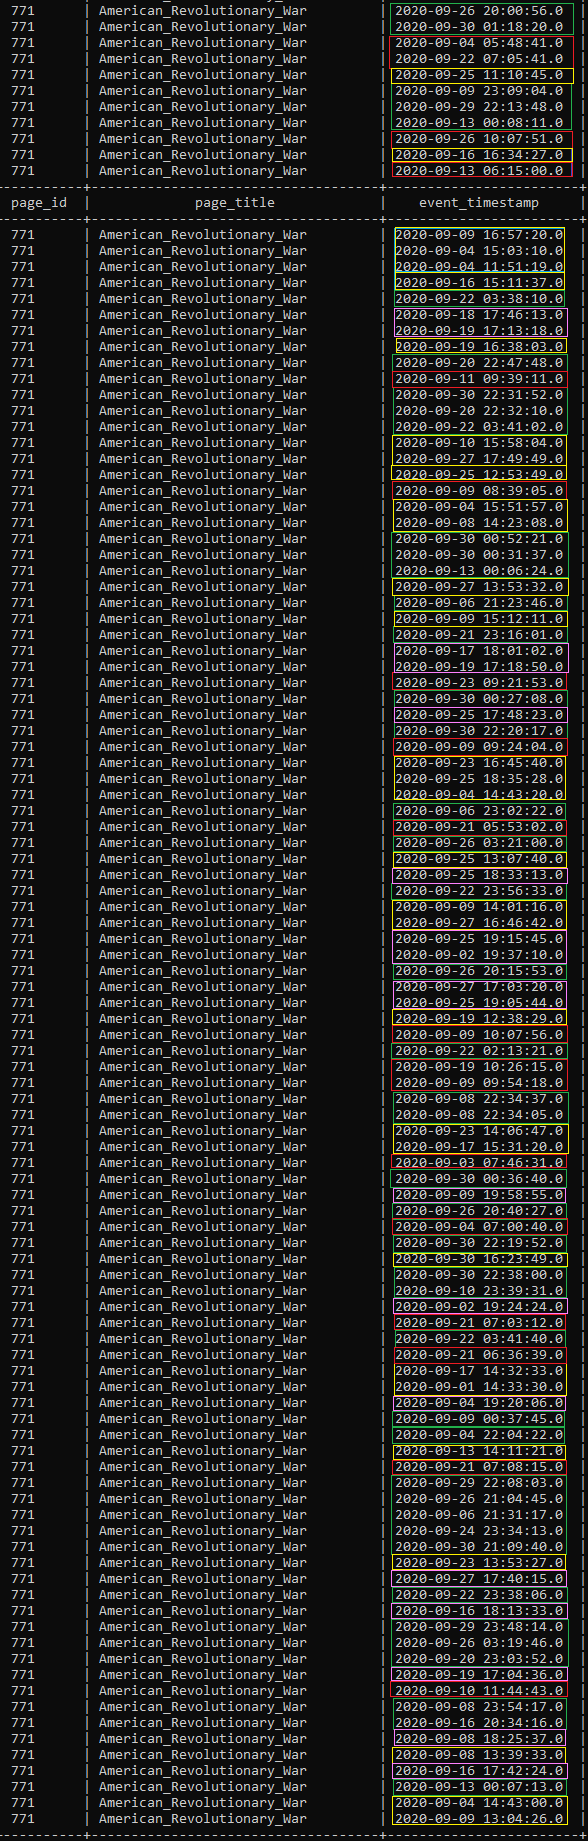 771 | American_Revolutionary_War | 2020-09-26 20:00:56.0
771 | American_Revolutionary_War | 2020-09-30 01:18:20.0
771 | American_Revolutionary_War | 2020-09-04 05:48:41.0
771 | American_Revolutionary_War | 2020-09-22 07:05:41.0
771 | American_Revolutionary_War | 2020-09-25 11:10:45.0
771 | American_Revolutionary_War | 2020-09-09 23:09:04.0
771 | American_Revolutionary_War | 2020-09-29 22:13:48.0
771 | American_Revolutionary_War | 2020-09-13 00:08:11.0
771 | American_Revolutionary_War | 2020-09-26 10:07:51.0
771 | American_Revolutionary_War | 2020-09-16 16:34:27.0
771 | American_Revolutionary_War | 2020-09-13 06:15:00.0
page_id | page_title | event_timestamp
771 | American_Revolutionary_War | 2020-09-09 16:57:20.0
771 | American_Revolutionary_War | 2020-09-04 15:03:10.0
771 | American_Revolutionary_War | 2020-09-04 11:51:19.0
771 | American_Revolutionary_War | 2020-09-16 15:11:37.0
771 | American_Revolutionary_War | 2020-09-22 03:38:10.0
771 | American_Revolutionary_War | 2020-09-18 17:46:13.0
771 | American_Revolutionary_War | 2020-09-19 17:13:18.0
771 | American_Revolutionary_War | 2020-09-19 16:38:03.0
771 | American_Revolutionary_War | 2020-09-20 22:47:48.0
771 | American_Revolutionary_War | 2020-09-11 09:39:11.0
771 | American_Revolutionary_War | 2020-09-30 22:31:52.0
771 | American_Revolutionary_War | 2020-09-20 22:32:10.0
771 | American_Revolutionary_War | 2020-09-22 03:41:02.0
771 | American_Revolutionary_War | 2020-09-10 15:58:04.0
771 | American_Revolutionary_War | 2020-09-27 17:49:49.0
771 | American_Revolutionary_War | 2020-09-25 12:53:49.0
771 | American_Revolutionary_War | 2020-09-09 08:39:05.0
771 | American_Revolutionary_War | 2020-09-04 15:51:57.0
771 | American_Revolutionary_War | 2020-09-08 14:23:08.0
771 | American_Revolutionary_War | 2020-09-30 00:52:21.0
771 | American_Revolutionary_War | 2020-09-30 00:31:37.0
771 | American_Revolutionary_War | 2020-09-13 00:06:24.0
771 | American_Revolutionary_War | 2020-09-27 13:53:32.0
771 | American_Revolutionary_War | 2020-09-06 21:23:46.0
771 | American_Revolutionary_War | 2020-09-09 15:12:11.0
771 | American_Revolutionary_War | 2020-09-21 23:16:01.0
771 | American_Revolutionary_War | 2020-09-17 18:01:02.0
771 | American_Revolutionary_War | 2020-09-19 17:18:50.0
771 | American_Revolutionary_War | 2020-09-23 09:21:53.0
771 | American_Revolutionary_War | 2020-09-30 00:27:08.0
771 | American_Revolutionary_War | 2020-09-25 17:48:23.0
771 | American_Revolutionary_War | 2020-09-30 22:20:17.0
771 | American_Revolutionary_War | 2020-09-09 09:24:04.0
771 | American_Revolutionary_War | 2020-09-23 16:45:40.0
771 | American_Revolutionary_War | 2020-09-25 18:35:28.0
771 | American_Revolutionary_War | 2020-09-04 14:43:20.0
771 | American_Revolutionary_War | 2020-09-06 23:02:22.0
771 | American_Revolutionary_War | 2020-09-21 05:53:02.0
771 | American_Revolutionary_War | 2020-09-26 03:21:00.0
771 | American_Revolutionary_War | 2020-09-25 13:07:40.0
771 | American_Revolutionary_War | 2020-09-25 18:33:13.0
771 | American_Revolutionary_War | 2020-09-22 23:56:33.0
771 | American_Revolutionary_War | 2020-09-09 14:01:16.0
771 | American_Revolutionary_War | 2020-09-27 16:46:42.0
771 | American_Revolutionary_War | 2020-09-25 19:15:45.0
771 | American_Revolutionary_War | 2020-09-02 19:37:10.0
771 | American_Revolutionary_War | 2020-09-26 20:15:53.0
771 | American_Revolutionary_War | 2020-09-27 17:03:20.0
771 | American_Revolutionary_War | 2020-09-25 19:05:44.0
771 | American_Revolutionary_War | 2020-09-19 12:38:29.0
771 | American_Revolutionary_War | 2020-09-09 10:07:56.0
771 | American_Revolutionary_War | 2020-09-22 02:13:21.0
771 | American_Revolutionary_War | 2020-09-19 10:26:15.0
771 | American_Revolutionary_War | 2020-09-09 09:54:18.0
771 | American_Revolutionary_War | 2020-09-08 22:34:37.0
771 | American_Revolutionary_War | 2020-09-08 22:34:05.0
771 | American_Revolutionary_War | 2020-09-23 14:06:47.0
771 | American_Revolutionary_War | 2020-09-17 15:31:20.0
771 | American_Revolutionary_War | 2020-09-03 07:46:31.0
771 | American_Revolutionary_War | 2020-09-30 00:36:40.0
771 | American_Revolutionary_War | 2020-09-09 19:58:55.0
771 | American_Revolutionary_War | 2020-09-26 20:40:27.0
771 | American_Revolutionary_War | 2020-09-04 07:00:40.0
771 | American_Revolutionary_War | 2020-09-30 22:19:52.0
771 | American_Revolutionary_War | 2020-09-30 16:23:49.0
771 | American_Revolutionary_War | 2020-09-30 22:38:00.0
771 | American_Revolutionary_War | 2020-09-10 23:39:31.0
771 | American_Revolutionary_War | 2020-09-02 19:24:24.0
771 | American_Revolutionary_War | 2020-09-21 07:03:12.0
771 | American_Revolutionary_War | 2020-09-22 03:41:40.0
771 | American_Revolutionary_War | 2020-09-21 06:36:39.0
771 | American_Revolutionary_War | 2020-09-17 14:32:33.0
771 | American_Revolutionary_War | 2020-09-01 14:33:30.0
771 | American_Revolutionary_War | 2020-09-04 19:20:06.0
771 | American_Revolutionary_War | 2020-09-09 00:37:45.0
771 | American_Revolutionary_War | 2020-09-04 22:04:22.0
771 | American_Revolutionary_War | 2020-09-13 14:11:21.0
771 | American_Revolutionary_War | 2020-09-21 07:08:15.0
771 | American_Revolutionary_War | 2020-09-29 22:08:03.0
771 | American_Revolutionary_War | 2020-09-26 21:04:45.0
771 | American_Revolutionary_War | 2020-09-06 21:31:17.0
771 | American_Revolutionary_War | 2020-09-24 23:34:13.0
771 | American_Revolutionary_War | 2020-09-30 21:09:40.0
771 | American_Revolutionary_War | 2020-09-23 13:53:27.0
771 | American_Revolutionary_War | 2020-09-27 17:40:15.0
771 | American_Revolutionary_War | 2020-09-22 23:38:06.0
771 | American_Revolutionary_War | 2020-09-16 18:13:33.0
771 | American_Revolutionary_War | 2020-09-29 23:48:14.0
771 | American_Revolutionary_War | 2020-09-26 03:19:46.0
771 | American_Revolutionary_War | 2020-09-20 23:03:52.0
771 | American_Revolutionary_War | 2020-09-19 17:04:36.0
771 | American_Revolutionary_War | 2020-09-10 11:44:43.0
771 | American_Revolutionary_War | 2020-09-08 23:54:17.0
771 | American_Revolutionary_War | 2020-09-16 20:34:16.0
771 | American_Revolutionary_War | 2020-09-08 18:25:37.0
771 | American_Revolutionary_War | 2020-09-08 13:39:33.0
771 | American_Revolutionary_War | 2020-09-16 17:42:24.0
771 | American_Revolutionary_War | 2020-09-13 00:07:13.0
771 | American_Revolutionary_War | 2020-09-04 14:43:00.0
771 | American_Revolutionary_War | 2020-09-09 13:04:26.0